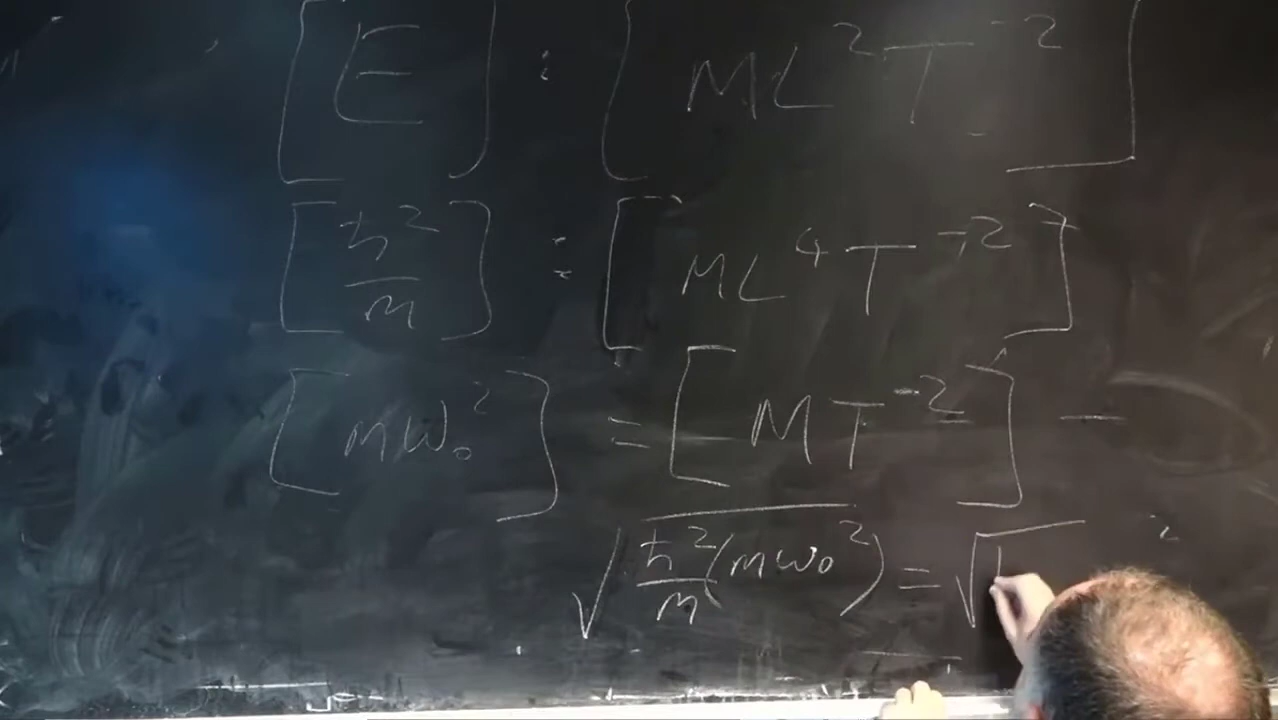 [E] : [ML²T⁻²]
[ℏ²/m] : [ML⁴T⁻²]
[mω₀²] = [MT⁻²] -
√(ℏ²/m (mω₀²)) = √